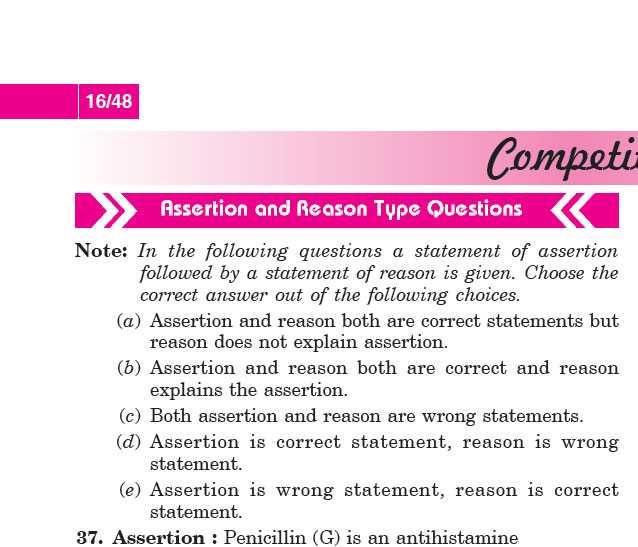 16/48
Assertion and Reason Type Questions
Note: In the following questions a statement of assertion
followed by a statement of reason is given. Choose the
correct answer out of the following choices.
(a) Assertion and reason both are correct statements but
reason does not explain assertion.
(b) Assertion and reason both are correct and reason
explains the assertion.
(c) Both assertion and reason are wrong statements.
(d) Assertion is correct statement, reason is wrong
statement.
(e) Assertion is wrong statement, reason is correct
statement.
37. Assertion : Penicillin (G) is an antihistamine